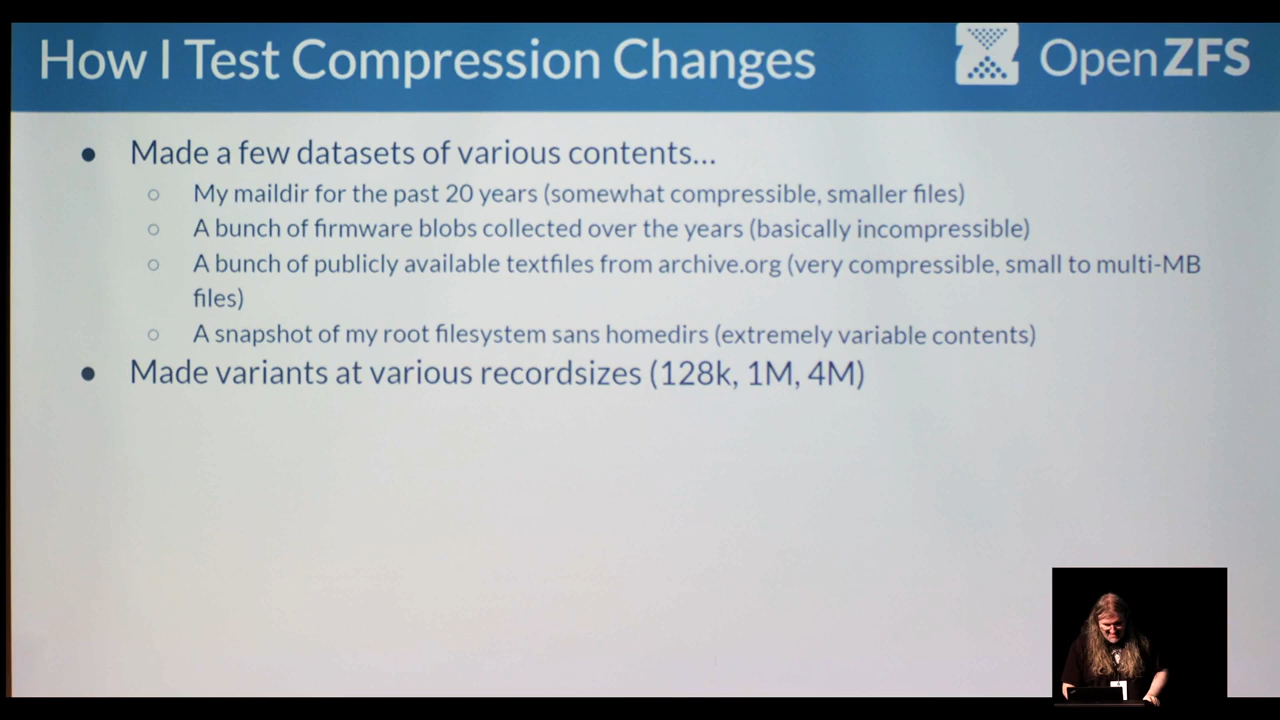 How I Test Compression Changes
OpenZFS
● Made a few datasets of various contents...
○ My maildir for the past 20 years (somewhat compressible, smaller files)
○ A bunch of firmware blobs collected over the years (basically incompressible)
○ A bunch of publicly available textfiles from archive.org (very compressible, small to multi-MB
files)
○ A snapshot of my root filesystem sans homedirs (extremely variable contents)
● Made variants at various recordsizes (128k, 1M, 4M)